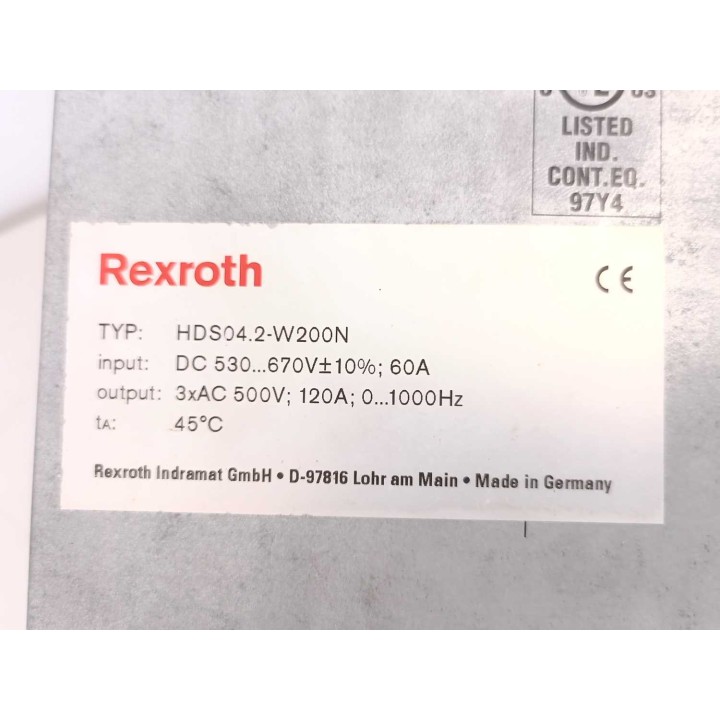 LISTED
IND.
CONT.EQ.
97Y4
Rexroth
CE
TYP: HDS04.2-W200N
input: DC 530...670V±10%; 60A
output: 3xAC 500V; 120A; 0...1000Hz
tA: 45°C
Rexroth Indramat GmbH • D-97816 Lohr am Main • Made in Germany